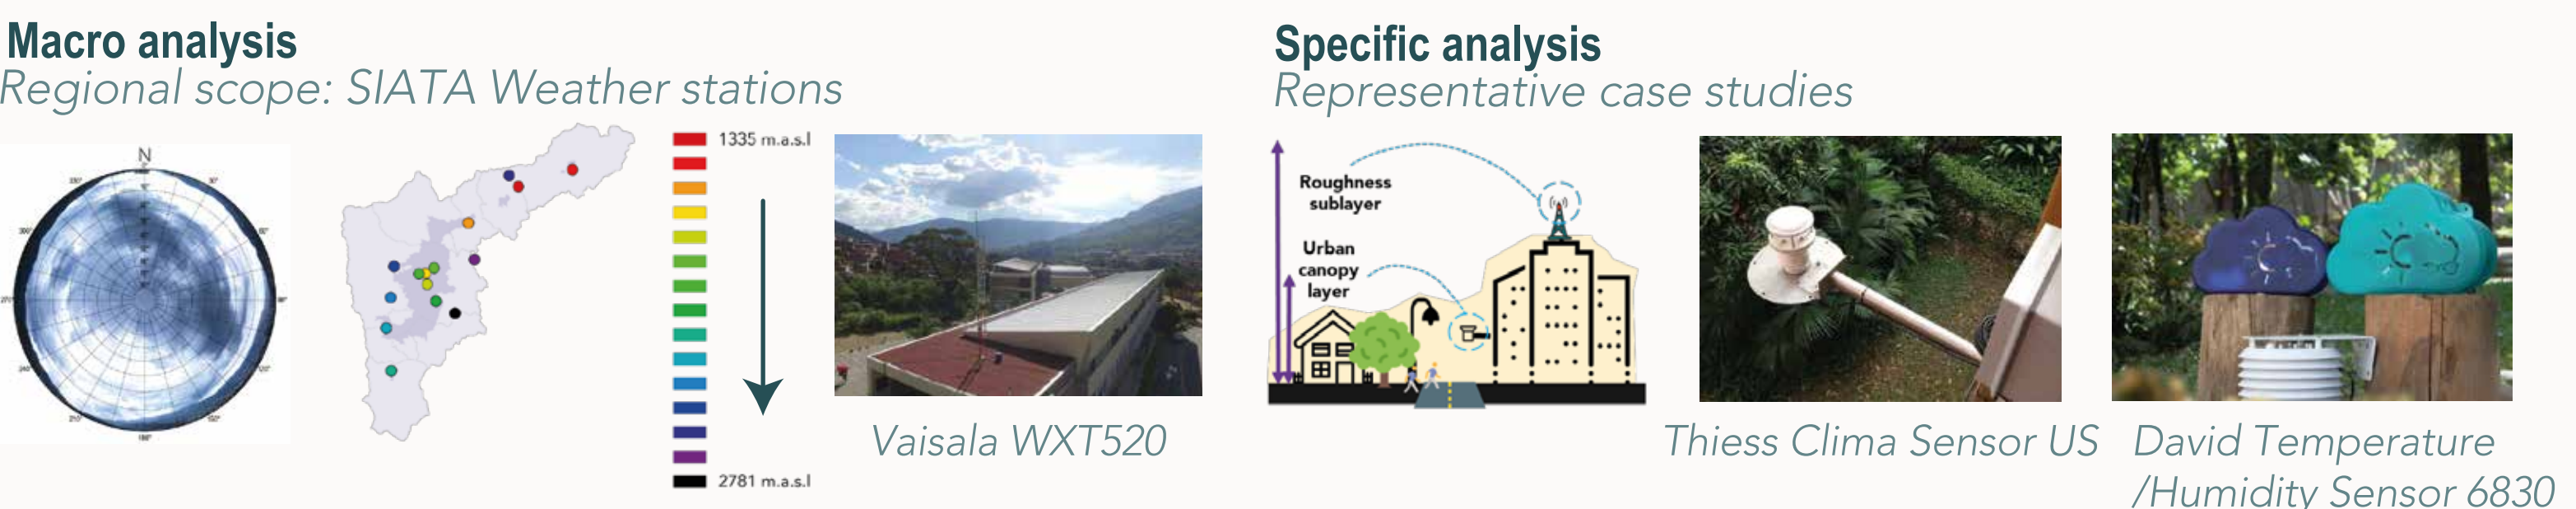 Macro analysis
Regional scope: SIATA Weather stations
N
1335 m.a.s.l
2781 m.a.s.l
Vaisala WXT520
Specific analysis
Representative case studies
Roughness
sublayer
Urban
canopy
layer
Thiess Clima Sensor US
David Temperature
/Humidity Sensor 6830